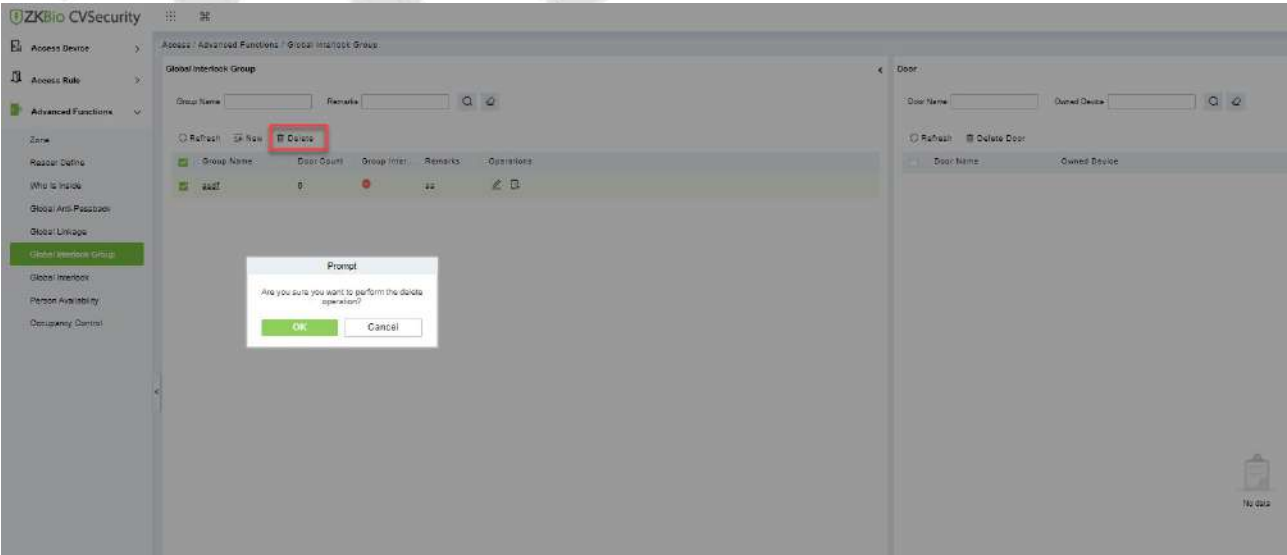 ZKBio CVSecurity
Access Device
Access Rule
Advanced Functions
Zone
Reader Define
Who Is Inside
Global Anti-Passback
Global Linkage
Global Interlock Group
Global Interlock
Person Availability
Occupancy Control
Access / Advanced Functions / Global Interlock Group
Global Interlock Group
Group Name Remarks
Refresh New Delete
Group Name Door Count Group Inter... Remarks Operations
asdf 0
Prompt
Are you sure you want to perform the delete
operation?
OK Cancel
Door
Door Name Owned Device
Refresh Delete Door
Door Name Owned Device
No data